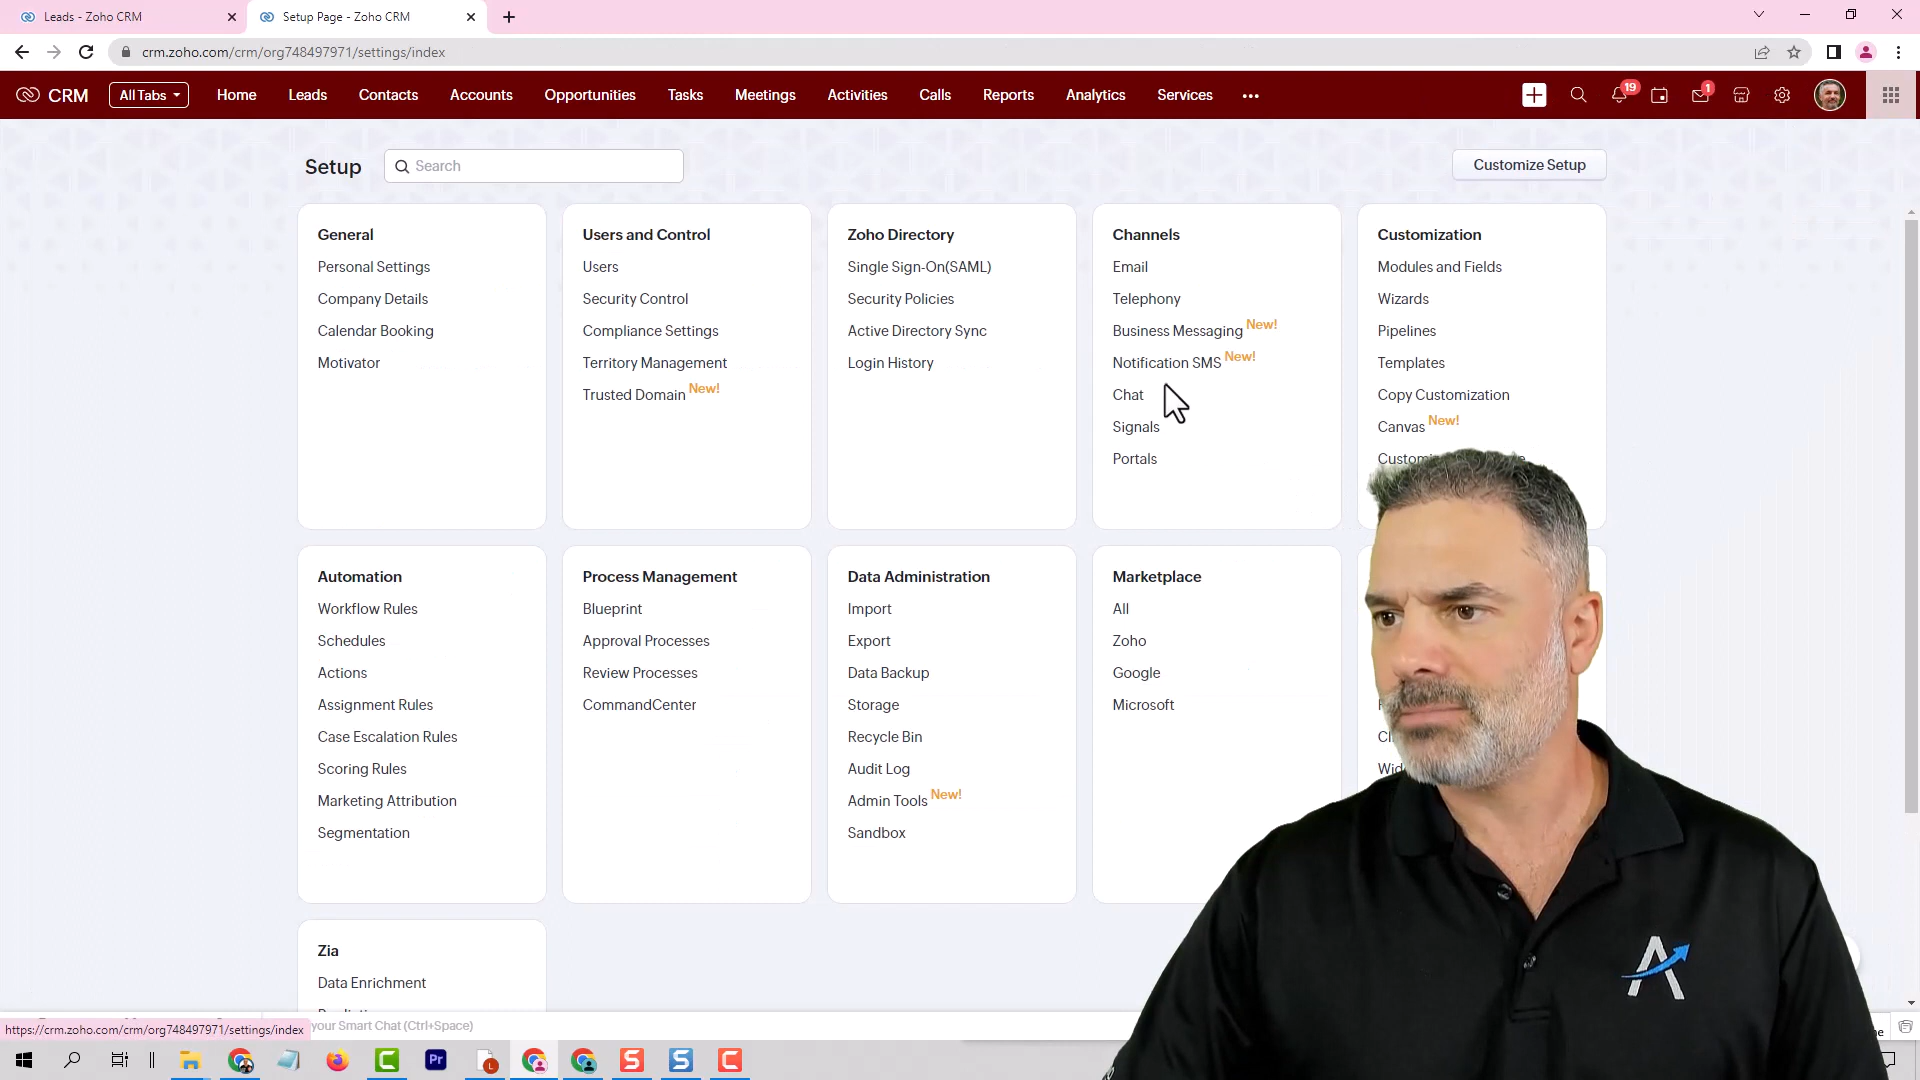 Leads - Zoho CRM
Setup Page - Zoho CRM
crm.zoho.com/crm/org748497971/settings/index
CRM
All Tabs
Home
Leads
Contacts
Accounts
Opportunities
Tasks
Meetings
Activities
Calls
Reports
Analytics
Services
19
1
Setup
Search
Customize Setup
General
Personal Settings
Company Details
Calendar Booking
Motivator
Users and Control
Users
Security Control
Compliance Settings
Territory Management
Trusted Domain New!
Zoho Directory
Single Sign-On(SAML)
Security Policies
Active Directory Sync
Login History
Channels
Email
Telephony
Business Messaging New!
Notification SMS New!
Chat
Signals
Portals
Customization
Modules and Fields
Wizards
Pipelines
Templates
Copy Customization
Canvas New!
Automation
Workflow Rules
Schedules
Actions
Assignment Rules
Case Escalation Rules
Scoring Rules
Marketing Attribution
Segmentation
Process Management
Blueprint
Approval Processes
Review Processes
CommandCenter
Data Administration
Import
Export
Data Backup
Storage
Recycle Bin
Audit Log
Admin Tools New!
Sandbox
Marketplace
All
Zoho
Google
Microsoft
Zia
Data Enrichment
your Smart Chat (Ctrl+Space)
https://crm.zoho.com/crm/org748497971/settings/index
Pr